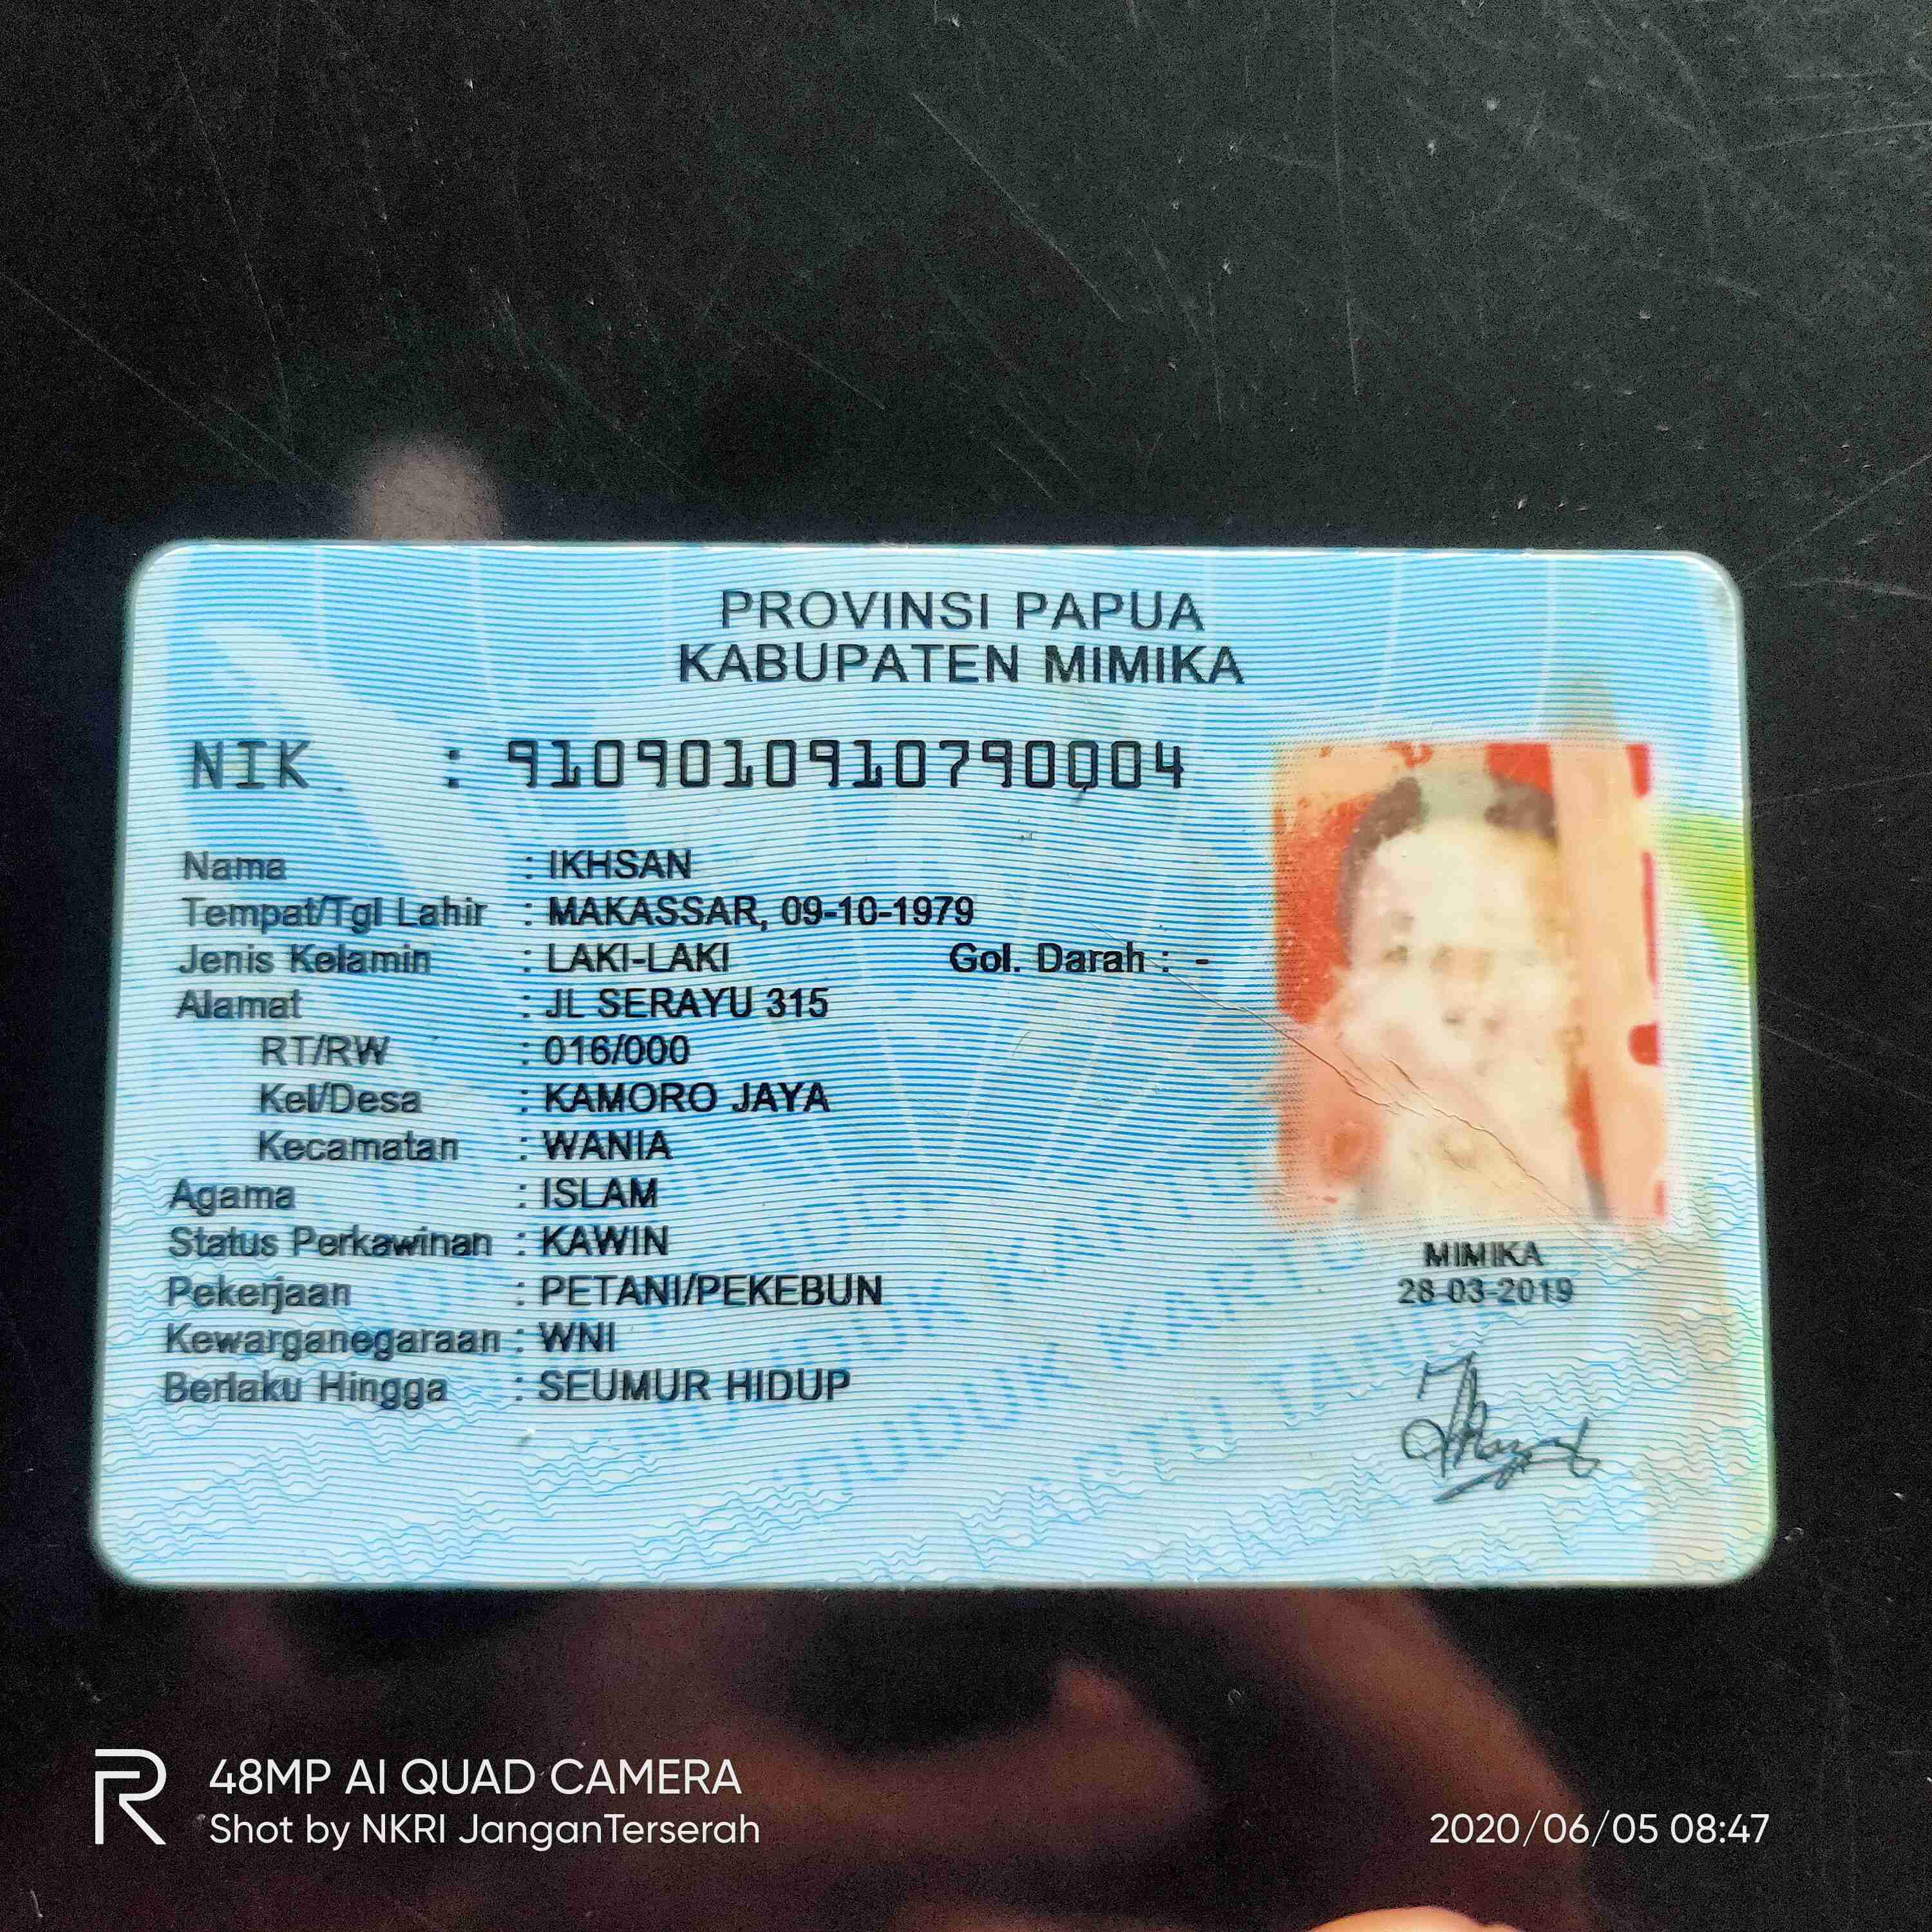 PROVINSI PAPUA
KABUPATEN MIMIKA
NIK : 9109010910790004
Nama : IKHSAN
Tempat/Tgl Lahir : MAKASSAR, 09-10-1979
Jenis Kelamin : LAKI-LAKI Gol. Darah : -
Alamat : JL SERAYU 315
RT/RW : 016/000
Kel/Desa : KAMORO JAYA
Kecamatan : WANIA
Agama : ISLAM
Status Perkawinan : KAWIN
Pekerjaan : PETANI/PEKEBUN
Kewarganegaraan : WNI
Berlaku Hingga : SEUMUR HIDUP
MIMIKA
28-03-2019
R
48MP AI QUAD CAMERA
Shot by NKRI JanganTerserah
2020/06/05 08:47